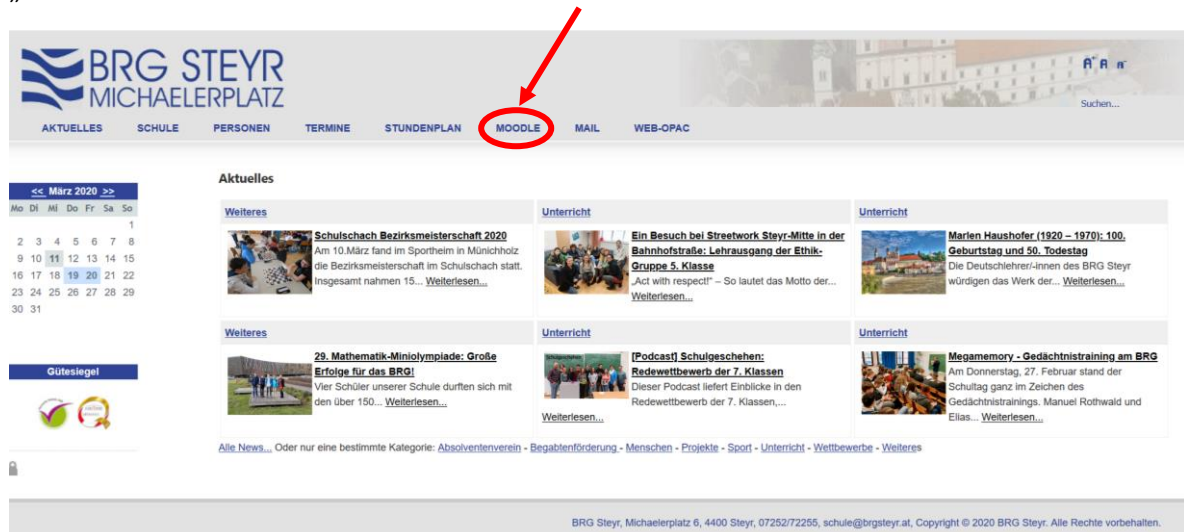 „
BRG STEYR
MICHAELERPLATZ
A+ A A-
Suchen...
AKTUELLES SCHULE PERSONEN TERMINE STUNDENPLAN MOODLE MAIL WEB-OPAC
<< März 2020 >>
Mo Di Mi Do Fr Sa So
1
2 3 4 5 6 7 8
9 10 11 12 13 14 15
16 17 18 19 20 21 22
23 24 25 26 27 28 29
30 31
Gütesiegel
Aktuelles
Weiteres
Schulschach Bezirksmeisterschaft 2020
Am 10.März fand im Sportheim in Münichholz
die Bezirksmeisterschaft im Schulschach statt.
Insgesamt nahmen 15... Weiterlesen...
Unterricht
Ein Besuch bei Streetwork Steyr-Mitte in der
Bahnhofstraße: Lehrausgang der Ethik-
Gruppe 5. Klasse
„Act with respect!" – So lautet das Motto der...
Weiterlesen...
Unterricht
Marlen Haushofer (1920 – 1970): 100.
Geburtstag und 50. Todestag
Die Deutschlehrer/-innen des BRG Steyr
würdigen das Werk der... Weiterlesen...
Weiteres
29. Mathematik-Miniolympiade: Große
Erfolge für das BRG!
Vier Schüler unserer Schule durften sich mit
den über 150... Weiterlesen...
Unterricht
[Podcast] Schulgeschehen:
Redewettbewerb der 7. Klassen
Dieser Podcast liefert Einblicke in den
Redewettbewerb der 7. Klassen,...
Weiterlesen...
Unterricht
Megamemory - Gedächtnistraining am BRG
Am Donnerstag, 27. Februar stand der
Schultag ganz im Zeichen des
Gedächtnistrainings. Manuel Rothwald und
Elias... Weiterlesen...
Alle News... Oder nur eine bestimmte Kategorie: Absolventenverein - Begabtenförderung - Menschen - Projekte - Sport - Unterricht - Wettbewerbe - Weiteres
BRG Steyr, Michaelerplatz 6, 4400 Steyr, 07252/72255, schule@brgsteyr.at, Copyright © 2020 BRG Steyr. Alle Rechte vorbehalten.